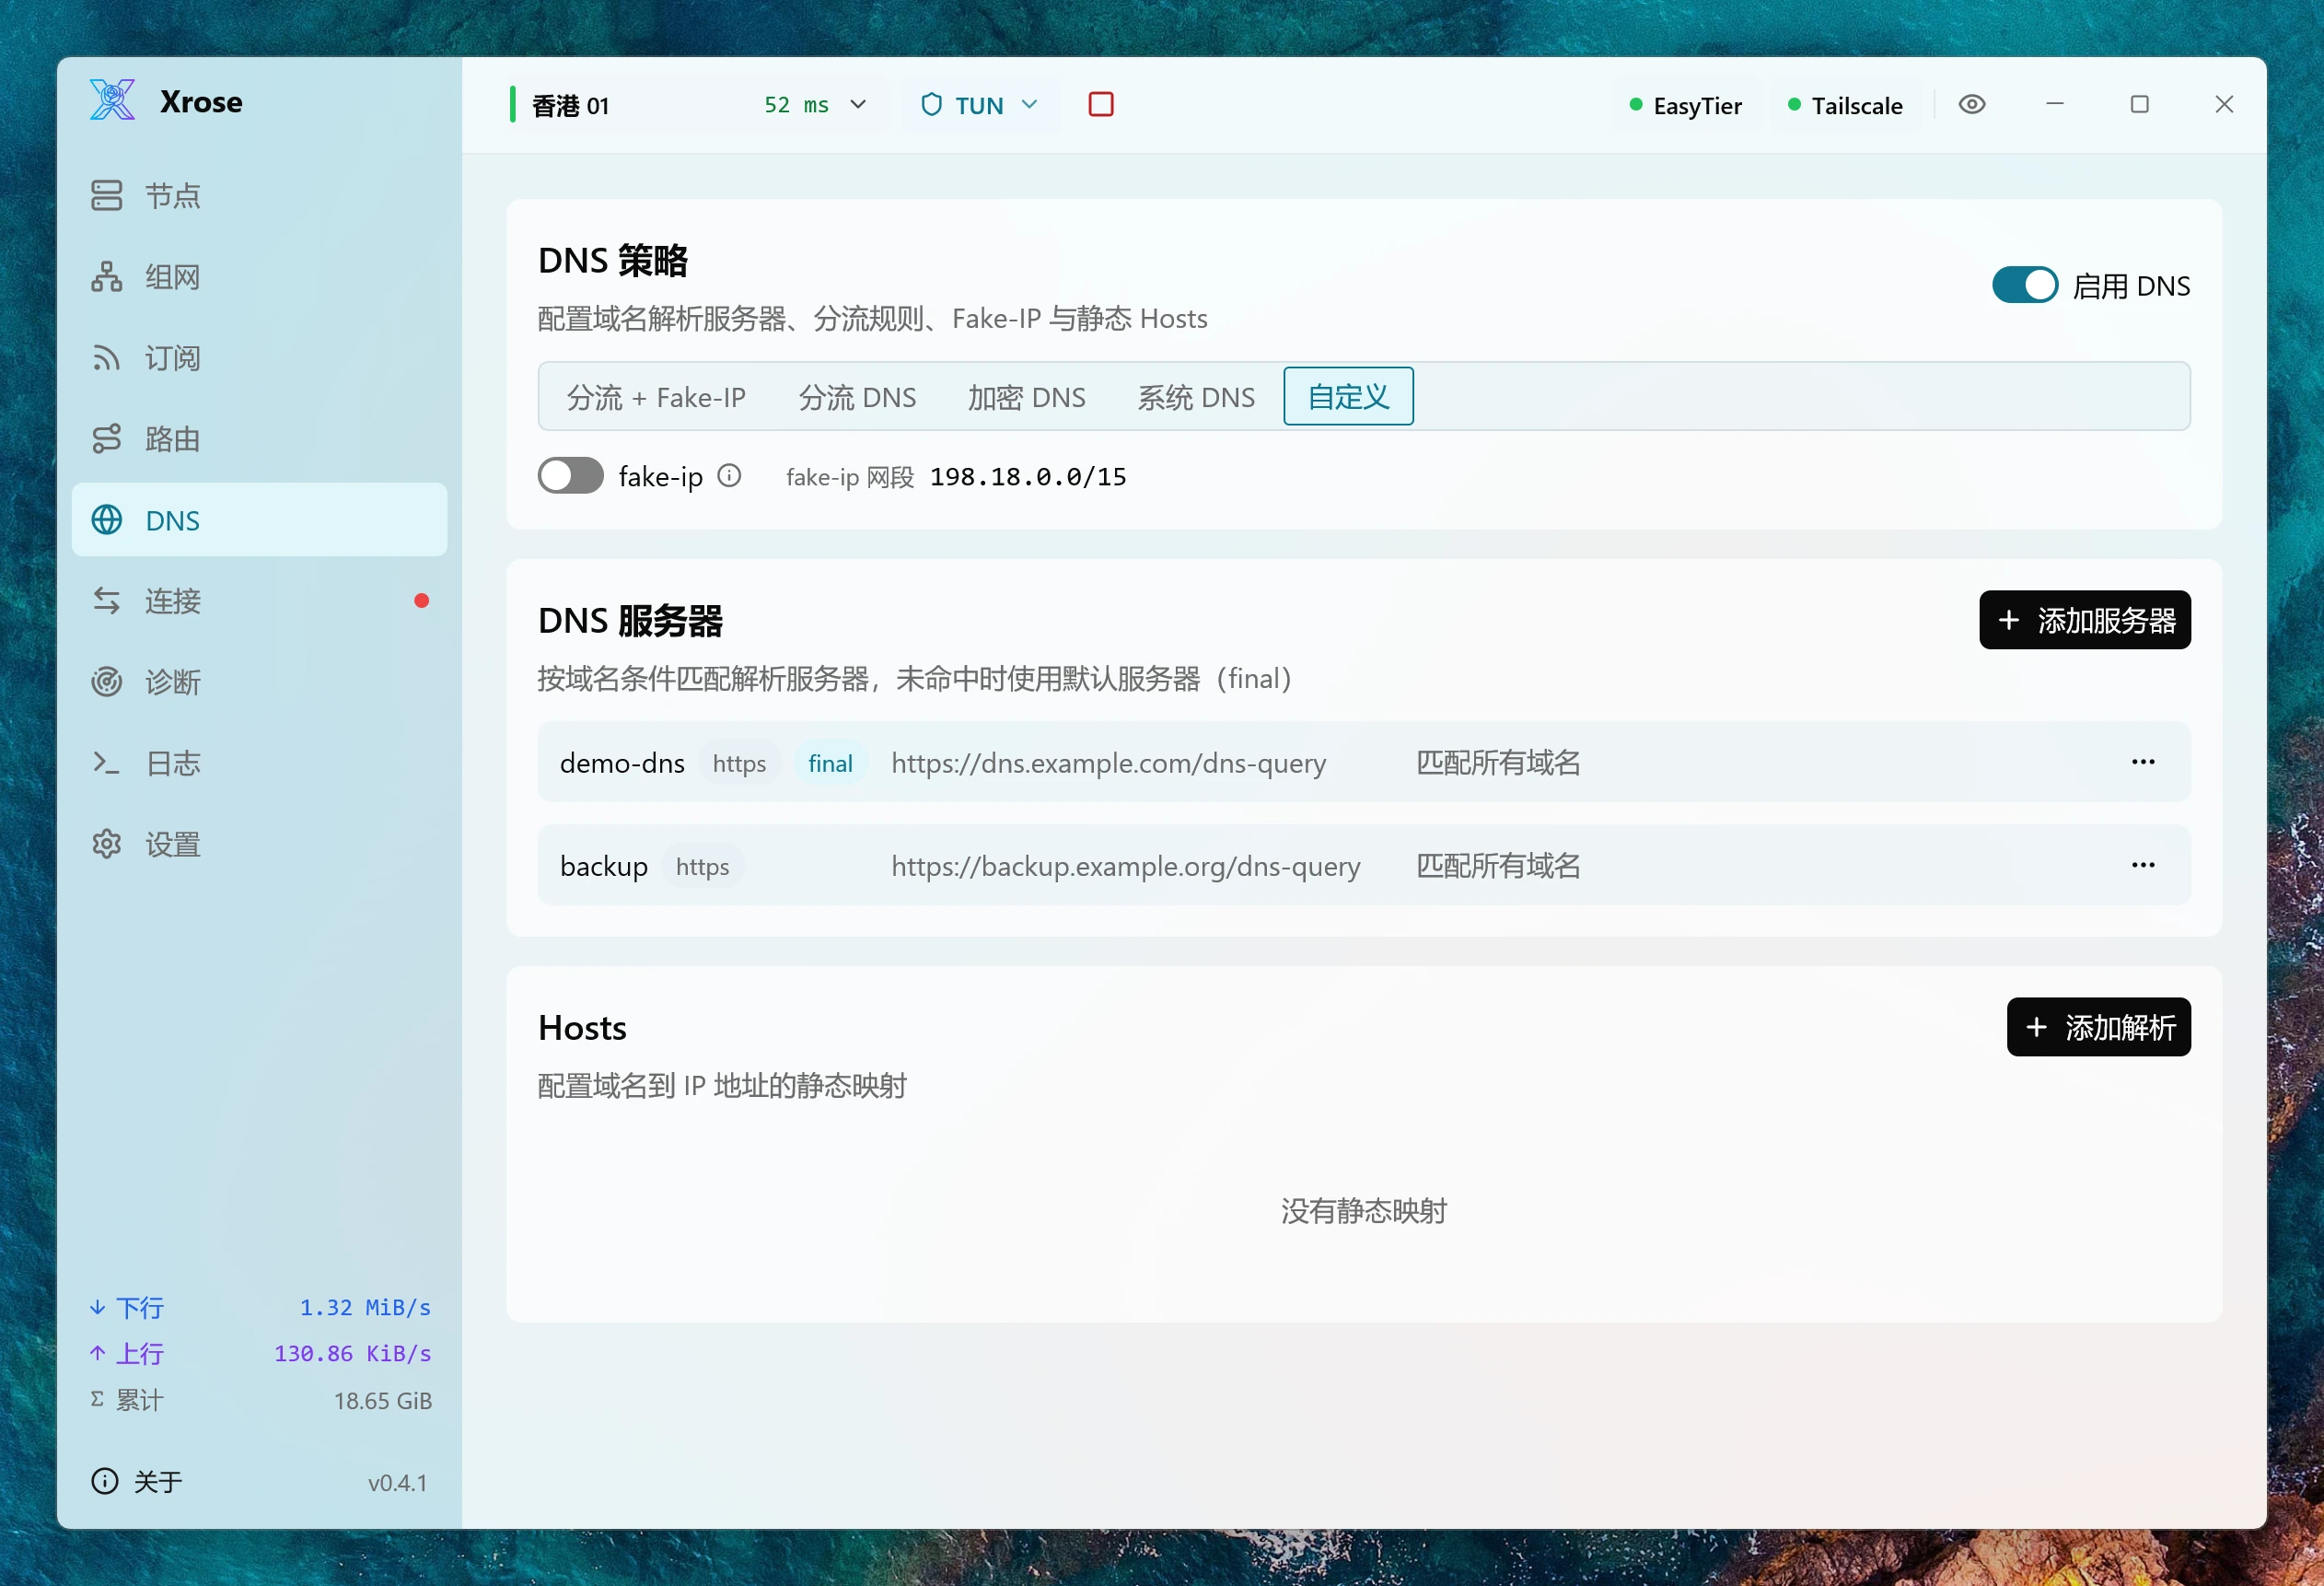 Xrose
香港 01 52 ms TUN EasyTier Tailscale
节点
组网
订阅
路由
DNS
连接
诊断
日志
设置
↓ 下行 1.32 MiB/s
↑ 上行 130.86 KiB/s
Σ 累计 18.65 GiB
关于 v0.4.1
DNS 策略
配置域名解析服务器、分流规则、Fake-IP 与静态 Hosts
启用 DNS
分流 + Fake-IP 分流 DNS 加密 DNS 系统 DNS 自定义
fake-ip fake-ip 网段 198.18.0.0/15
DNS 服务器
+ 添加服务器
按域名条件匹配解析服务器，未命中时使用默认服务器（final）
demo-dns https final https://dns.example.com/dns-query 匹配所有域名
backup https https://backup.example.org/dns-query 匹配所有域名
Hosts
+ 添加解析
配置域名到 IP 地址的静态映射
没有静态映射